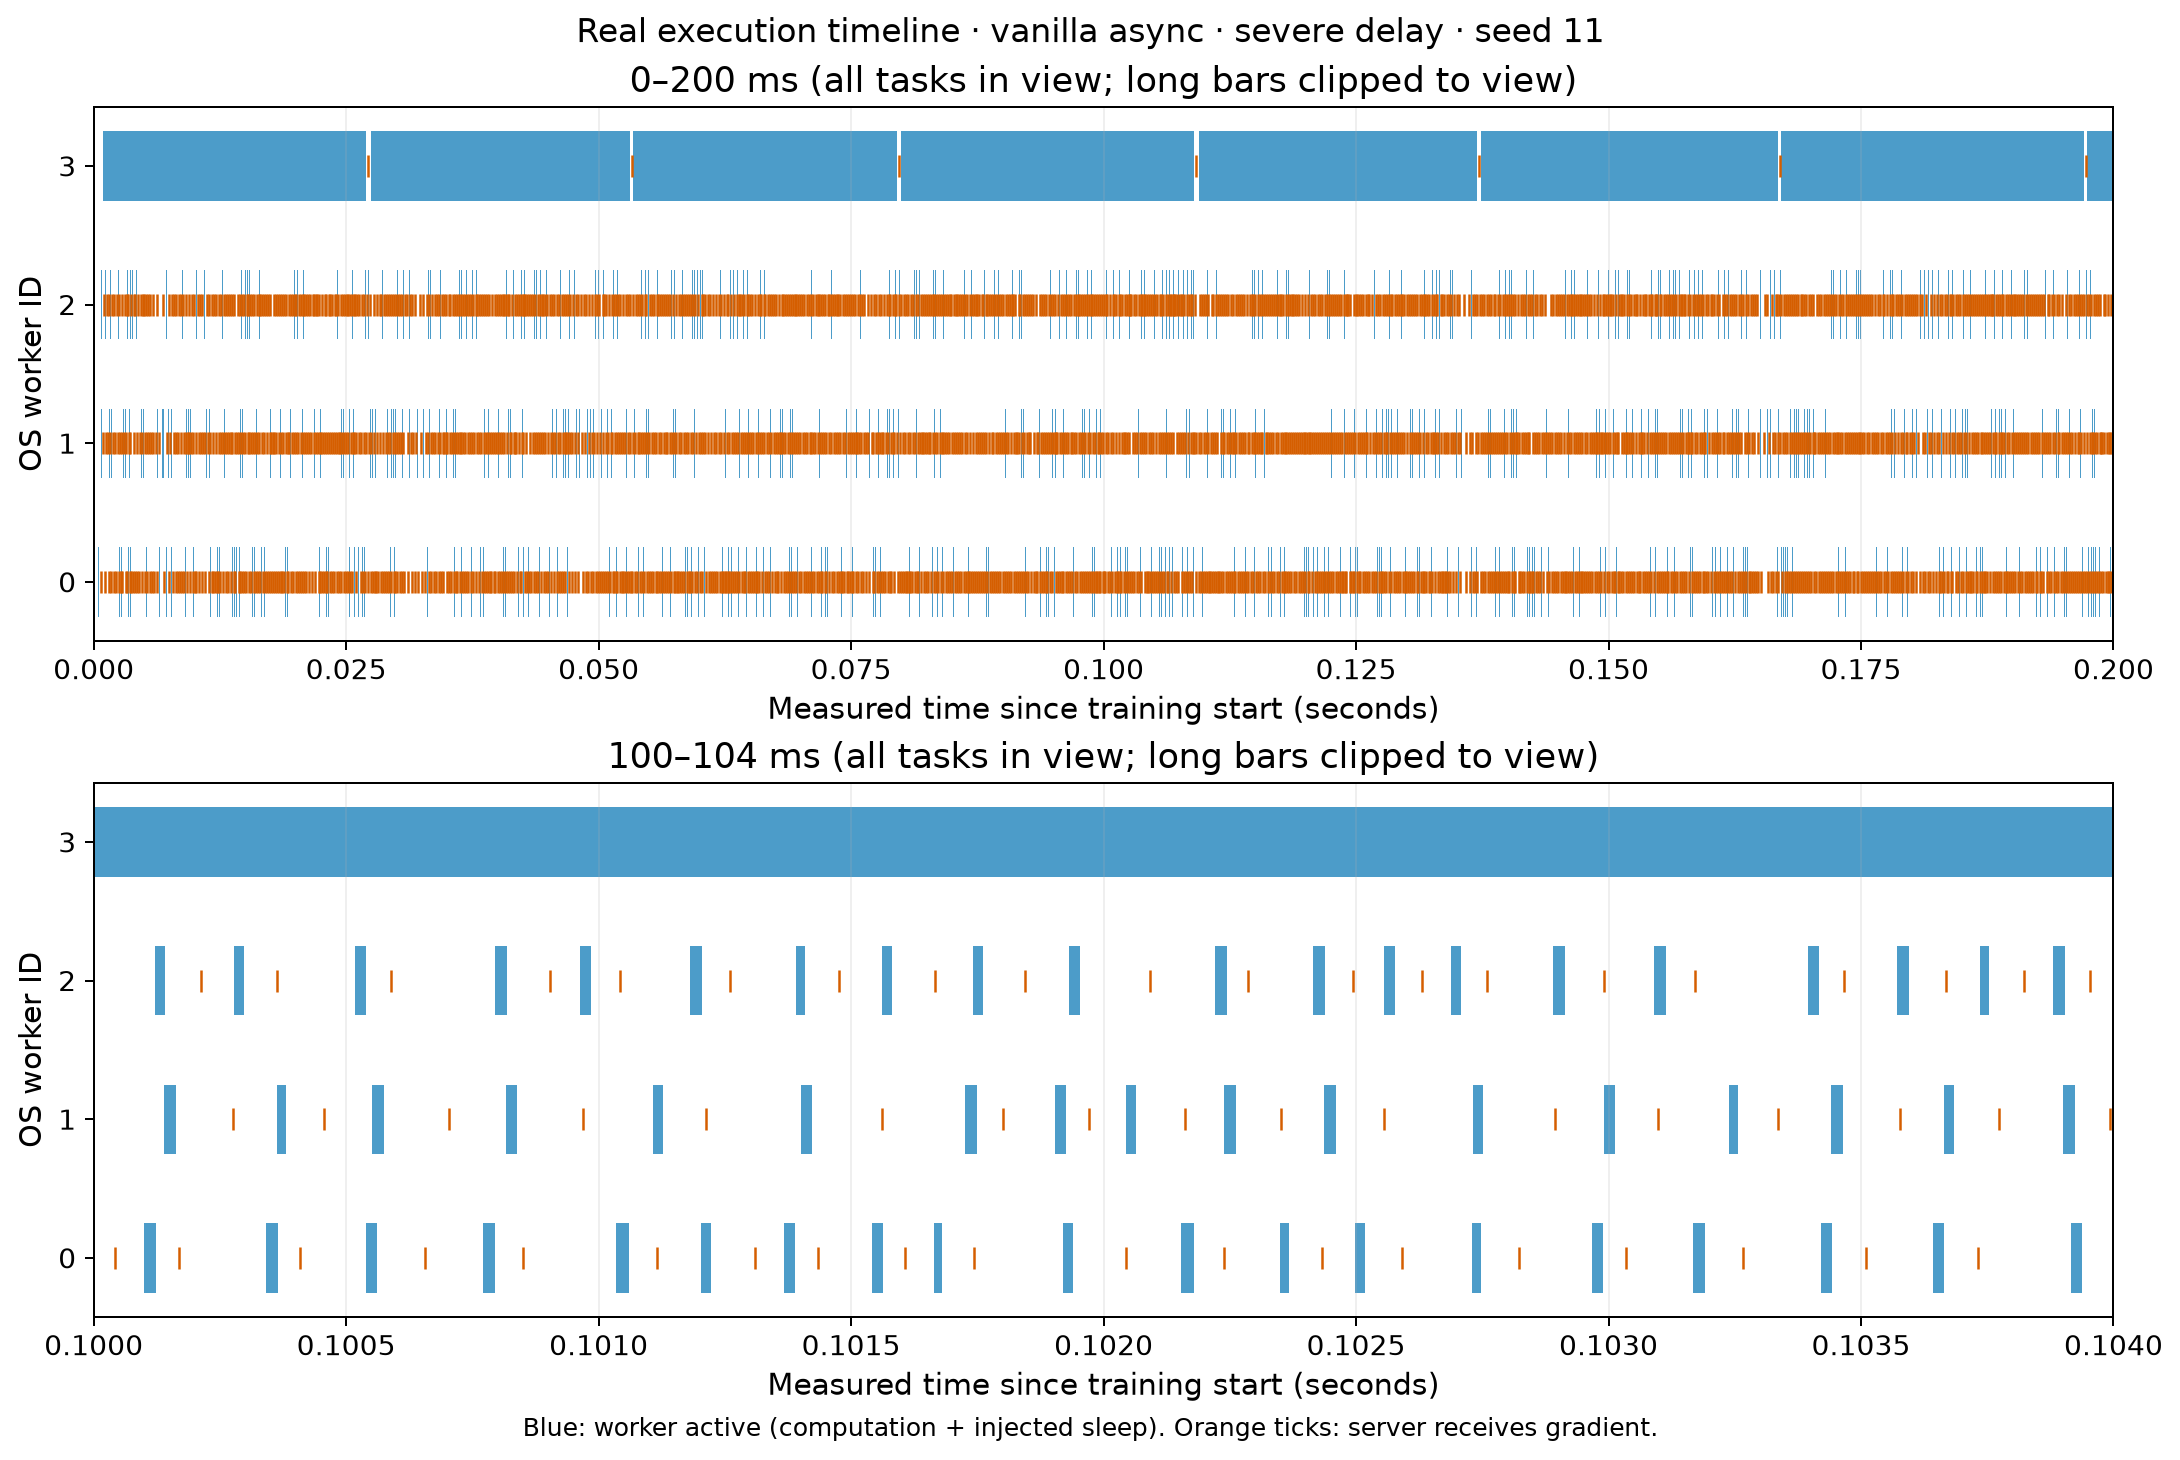 Real execution timeline · vanilla async · severe delay · seed 11
0–200 ms (all tasks in view; long bars clipped to view)
OS worker ID
3
2
1
0
0.000 0.025 0.050 0.075 0.100 0.125 0.150 0.175 0.200
Measured time since training start (seconds)
100–104 ms (all tasks in view; long bars clipped to view)
OS worker ID
3
2
1
0
0.1000 0.1005 0.1010 0.1015 0.1020 0.1025 0.1030 0.1035 0.1040
Measured time since training start (seconds)
Blue: worker active (computation + injected sleep). Orange ticks: server receives gradient.